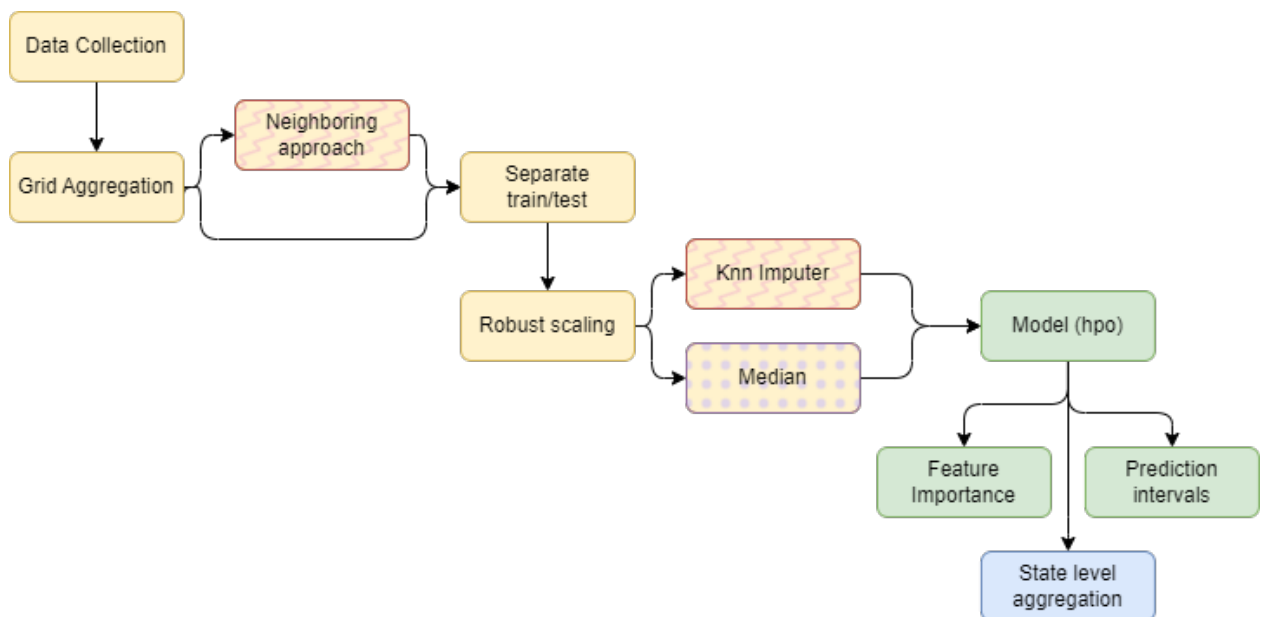 Data Collection
Neighboring
approach
Grid Aggregation
Separate
train/test
Knn Imputer
Robust scaling
Model (hpo)
Median
Feature
Importance
Prediction
intervals
State level
aggregation